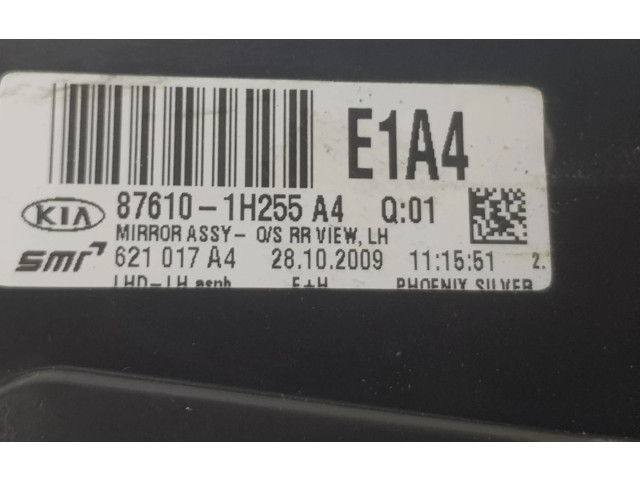 E1A4
KIA 87610-1H255 A4 Q:01
MIRROR ASSY- O/S RR VIEW, LH
smr 621 017 A4 28.10.2009 11:15:51 2.
LHD-LH asph E+H PHOENIX SILVER